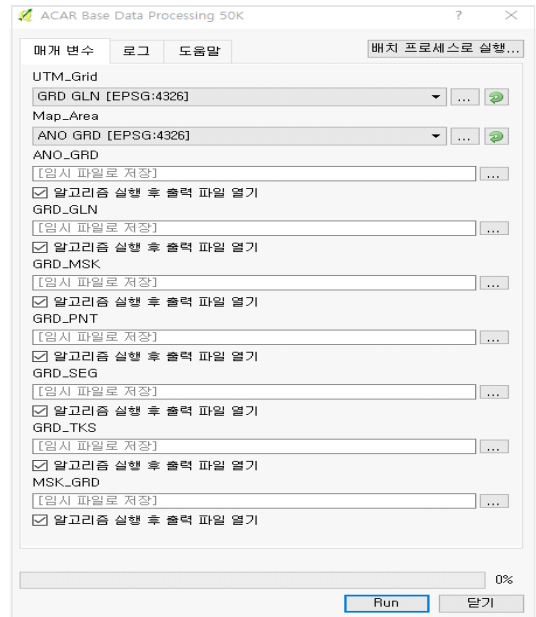 ACAR Base Data Processing 50K
매개 변수 로그 도움말 배치 프로세스로 실행...
UTM_Grid
GRD GLN [EPSG:4326] ...
Map_Area
ANO GRD [EPSG:4326] ...
ANO_GRD
[임시 파일로 저장] ...
알고리즘 실행 후 출력 파일 열기
GRD_GLN
[임시 파일로 저장] ...
알고리즘 실행 후 출력 파일 열기
GRD_MSK
[임시 파일로 저장] ...
알고리즘 실행 후 출력 파일 열기
GRD_PNT
[임시 파일로 저장] ...
알고리즘 실행 후 출력 파일 열기
GRD_SEG
[임시 파일로 저장] ...
알고리즘 실행 후 출력 파일 열기
GRD_TKS
[임시 파일로 저장] ...
알고리즘 실행 후 출력 파일 열기
MSK_GRD
[임시 파일로 저장] ...
알고리즘 실행 후 출력 파일 열기
0%
Run 닫기